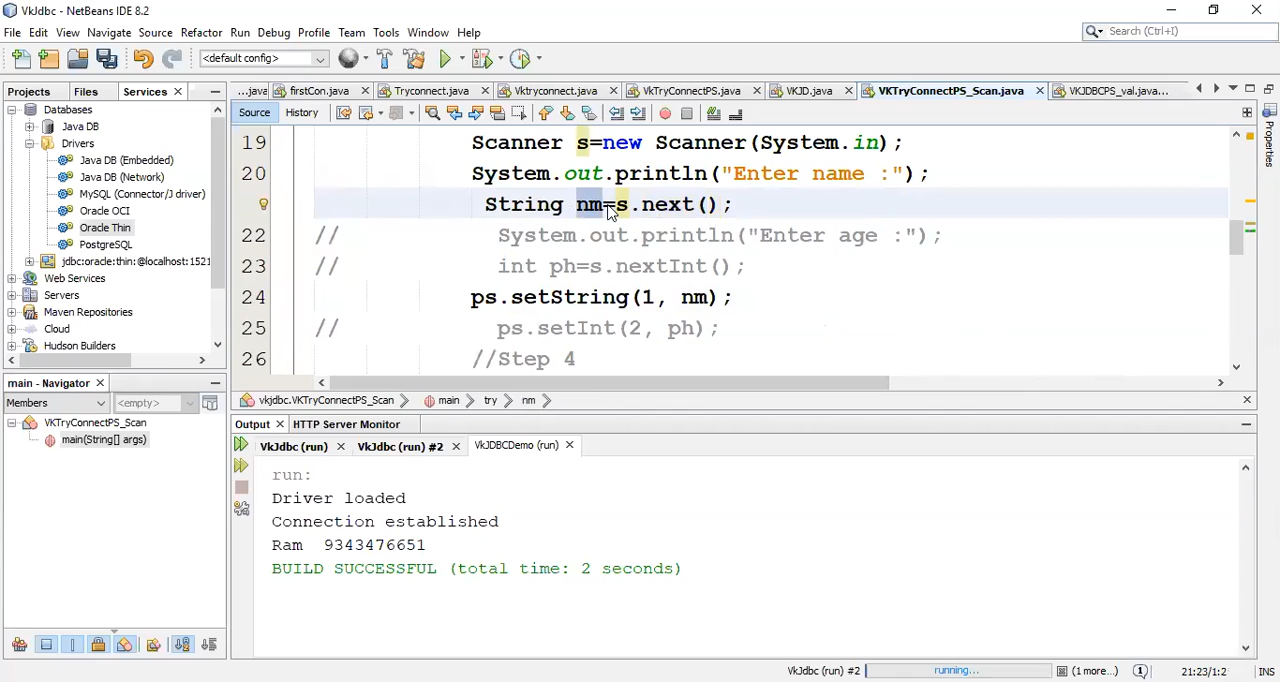 VkJdbc - NetBeans IDE 8.2
File Edit View Navigate Source Refactor Run Debug Profile Team Tools Window Help
Search (Ctrl+I)
<default config>
Projects Files Services
...java firstCon.java Tryconnect.java Vktryconnect.java VKTryConnectPS.java VKJD.java VKTryConnectPS_Scan.java VKJDBCPS_val.java...
Source History
Databases
Java DB
Drivers
Java DB (Embedded)
Java DB (Network)
MySQL (Connector/J driver)
Oracle OCI
Oracle Thin
PostgreSQL
jdbc:oracle:thin:@localhost:1521
Web Services
Servers
Maven Repositories
Cloud
Hudson Builders
19 Scanner s=new Scanner(System.in);
20 System.out.println("Enter name :");
String nm=s.next();
22 // System.out.println("Enter age :");
23 // int ph=s.nextInt();
24 ps.setString(1, nm);
25 // ps.setInt(2, ph);
26 //Step 4
Properties
main - Navigator
Members <empty>
VKTryConnectPS_Scan
main(String[] args)
vkjdbc.VKTryConnectPS_Scan main try nm
Output HTTP Server Monitor
VkJdbc (run) VkJdbc (run) #2 VkJDBCDemo (run)
run:
Driver loaded
Connection established
Ram 9343476651
BUILD SUCCESSFUL (total time: 2 seconds)
VkJdbc (run) #2 running... (1 more...) 21:23/1:2 INS